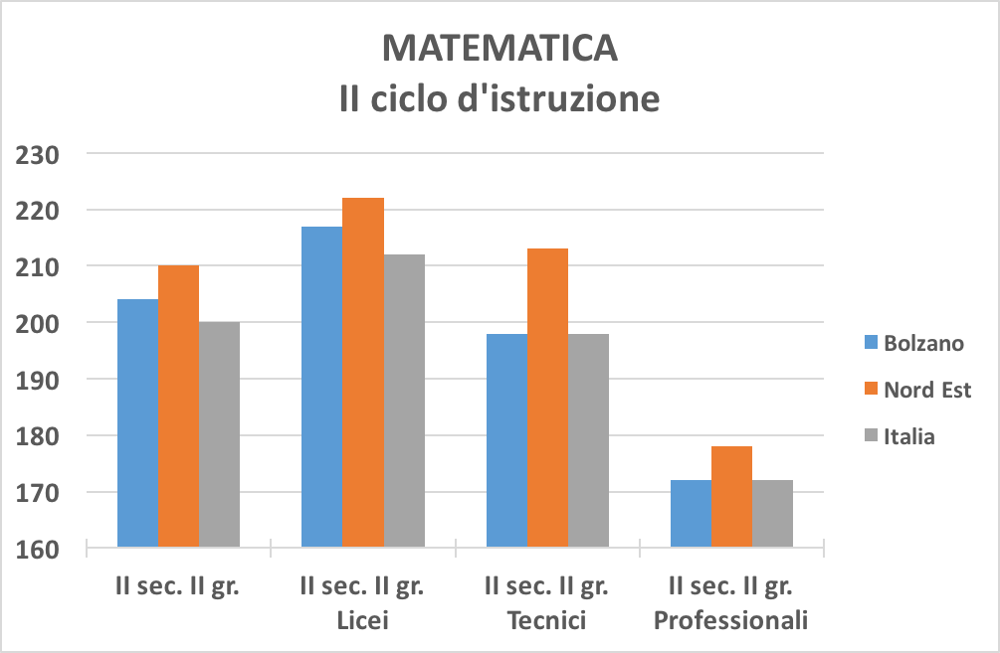 MATEMATICA
II ciclo d'istruzione
230
220
210
200
190
180
170
160
II sec. II gr.
II sec. II gr.
Licei
II sec. II gr.
Tecnici
II sec. II gr.
Professionali
Bolzano
Nord Est
Italia